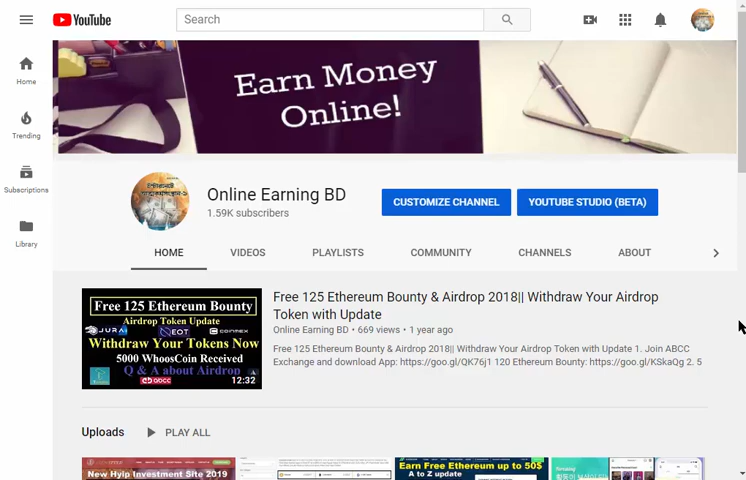 YouTube
Search
Earn Money
Online!
Home
Trending
Subscriptions
Library
Online Earning BD
1.59K subscribers
CUSTOMIZE CHANNEL
YOUTUBE STUDIO (BETA)
HOME
VIDEOS
PLAYLISTS
COMMUNITY
CHANNELS
ABOUT
Free 125 Ethereum Bounty
Airdrop Token Update
JURA
EOT
COINMEX
Withdraw Your Tokens Now
5000 WhoosCoin Received
Q & A about Airdrop
abcc
12:32
Free 125 Ethereum Bounty & Airdrop 2018|| Withdraw Your Airdrop
Token with Update
Online Earning BD • 669 views • 1 year ago
Free 125 Ethereum Bounty & Airdrop 2018|| Withdraw Your Airdrop Token with Update 1. Join ABCC
Exchange and download App: https://goo.gl/QK76j1 120 Ethereum Bounty: https://goo.gl/KSkaQg 2. 5
Uploads
PLAY ALL
New Hyip Investment Site 2019
Earn Free Ethereum up to 50$
A to Z update